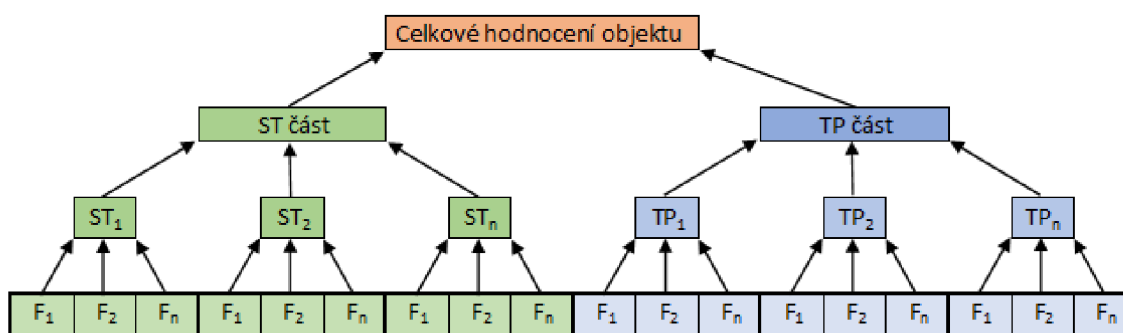 Celkové hodnocení objektu
ST část TP část
ST₁ ST₂ STₙ TP₁ TP₂ TPₙ
F₁ F₂ Fₙ F₁ F₂ Fₙ F₁ F₂ Fₙ F₁ F₂ Fₙ F₁ F₂ Fₙ F₁ F₂ Fₙ